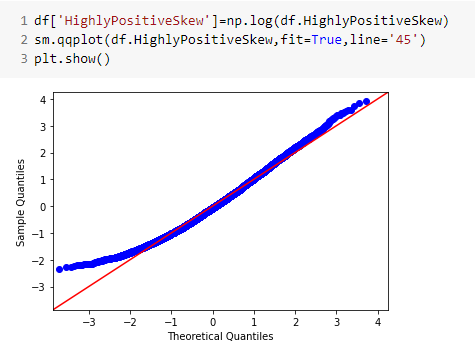 1 df['HighlyPositiveSkew']=np.log(df.HighlyPositiveSkew)
2 sm.qqplot(df.HighlyPositiveSkew,fit=True,line='45')
3 plt.show()
4
3
2
1
0
−1
−2
−3
Sample Quantiles
−3 −2 −1 0 1 2 3 4
Theoretical Quantiles